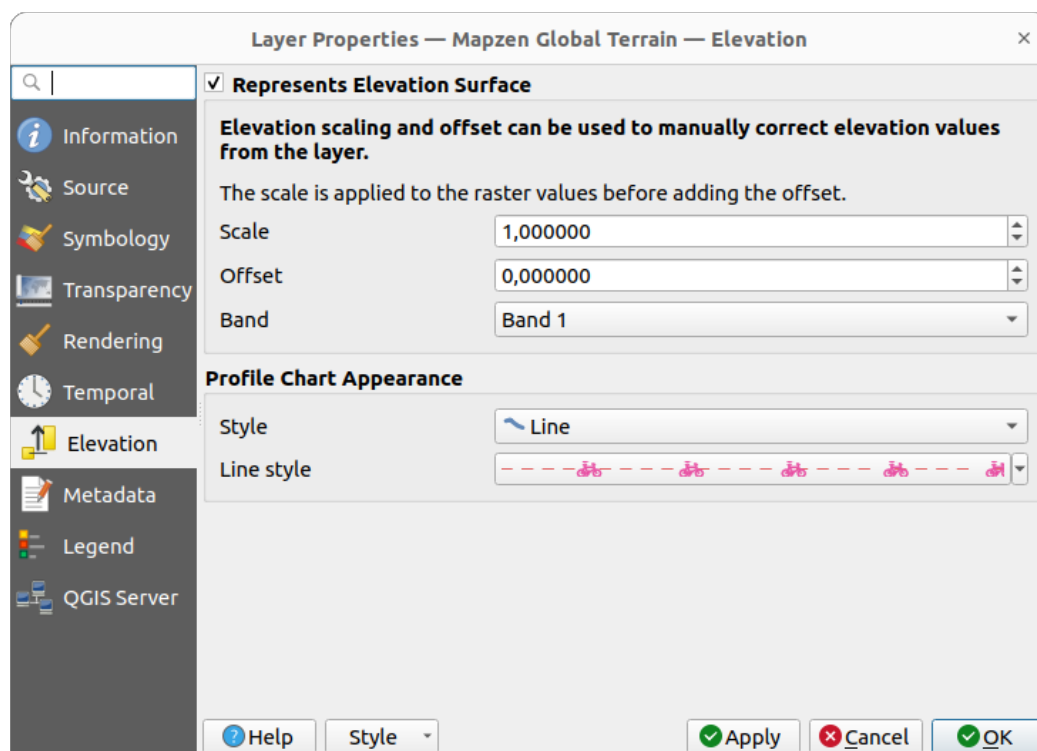 Layer Properties — Mapzen Global Terrain — Elevation
Information
Source
Symbology
Transparency
Rendering
Temporal
Elevation
Metadata
Legend
QGIS Server
Represents Elevation Surface
Elevation scaling and offset can be used to manually correct elevation values
from the layer.
The scale is applied to the raster values before adding the offset.
Scale 1,000000
Offset 0,000000
Band Band 1
Profile Chart Appearance
Style Line
Line style
Help Style Apply Cancel OK